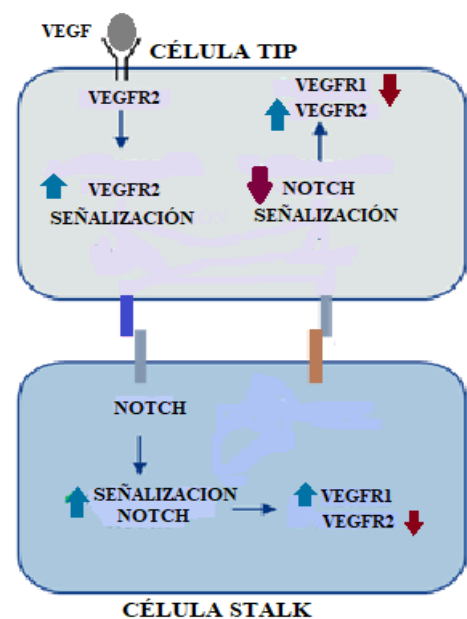 VEGF
CÉLULA TIP
VEGFR2
VEGFR1
VEGFR2
VEGFR2
SEÑALIZACIÓN
NOTCH
SEÑALIZACIÓN
NOTCH
SEÑALIZACION
NOTCH
VEGFR1
VEGFR2
CÉLULA STALK